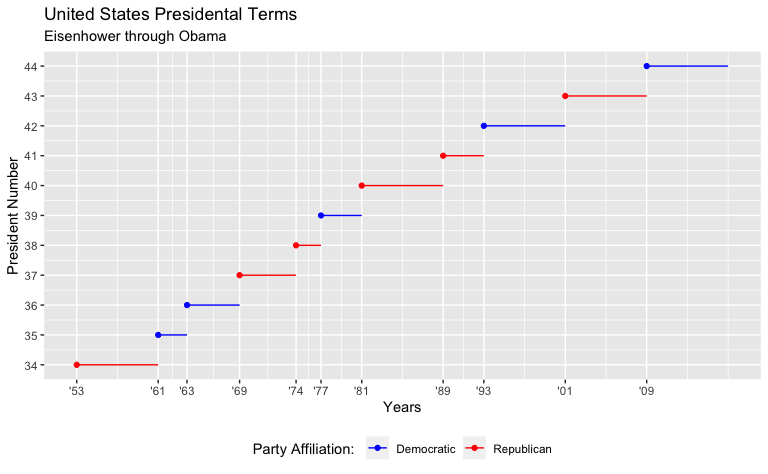 United States Presidental Terms
Eisenhower through Obama
President Number
44
43
42
41
40
39
38
37
36
35
34
'53 '61 '63 '69 '74 '77 '81 '89 '93 '01 '09
Years
Party Affiliation: Democratic Republican